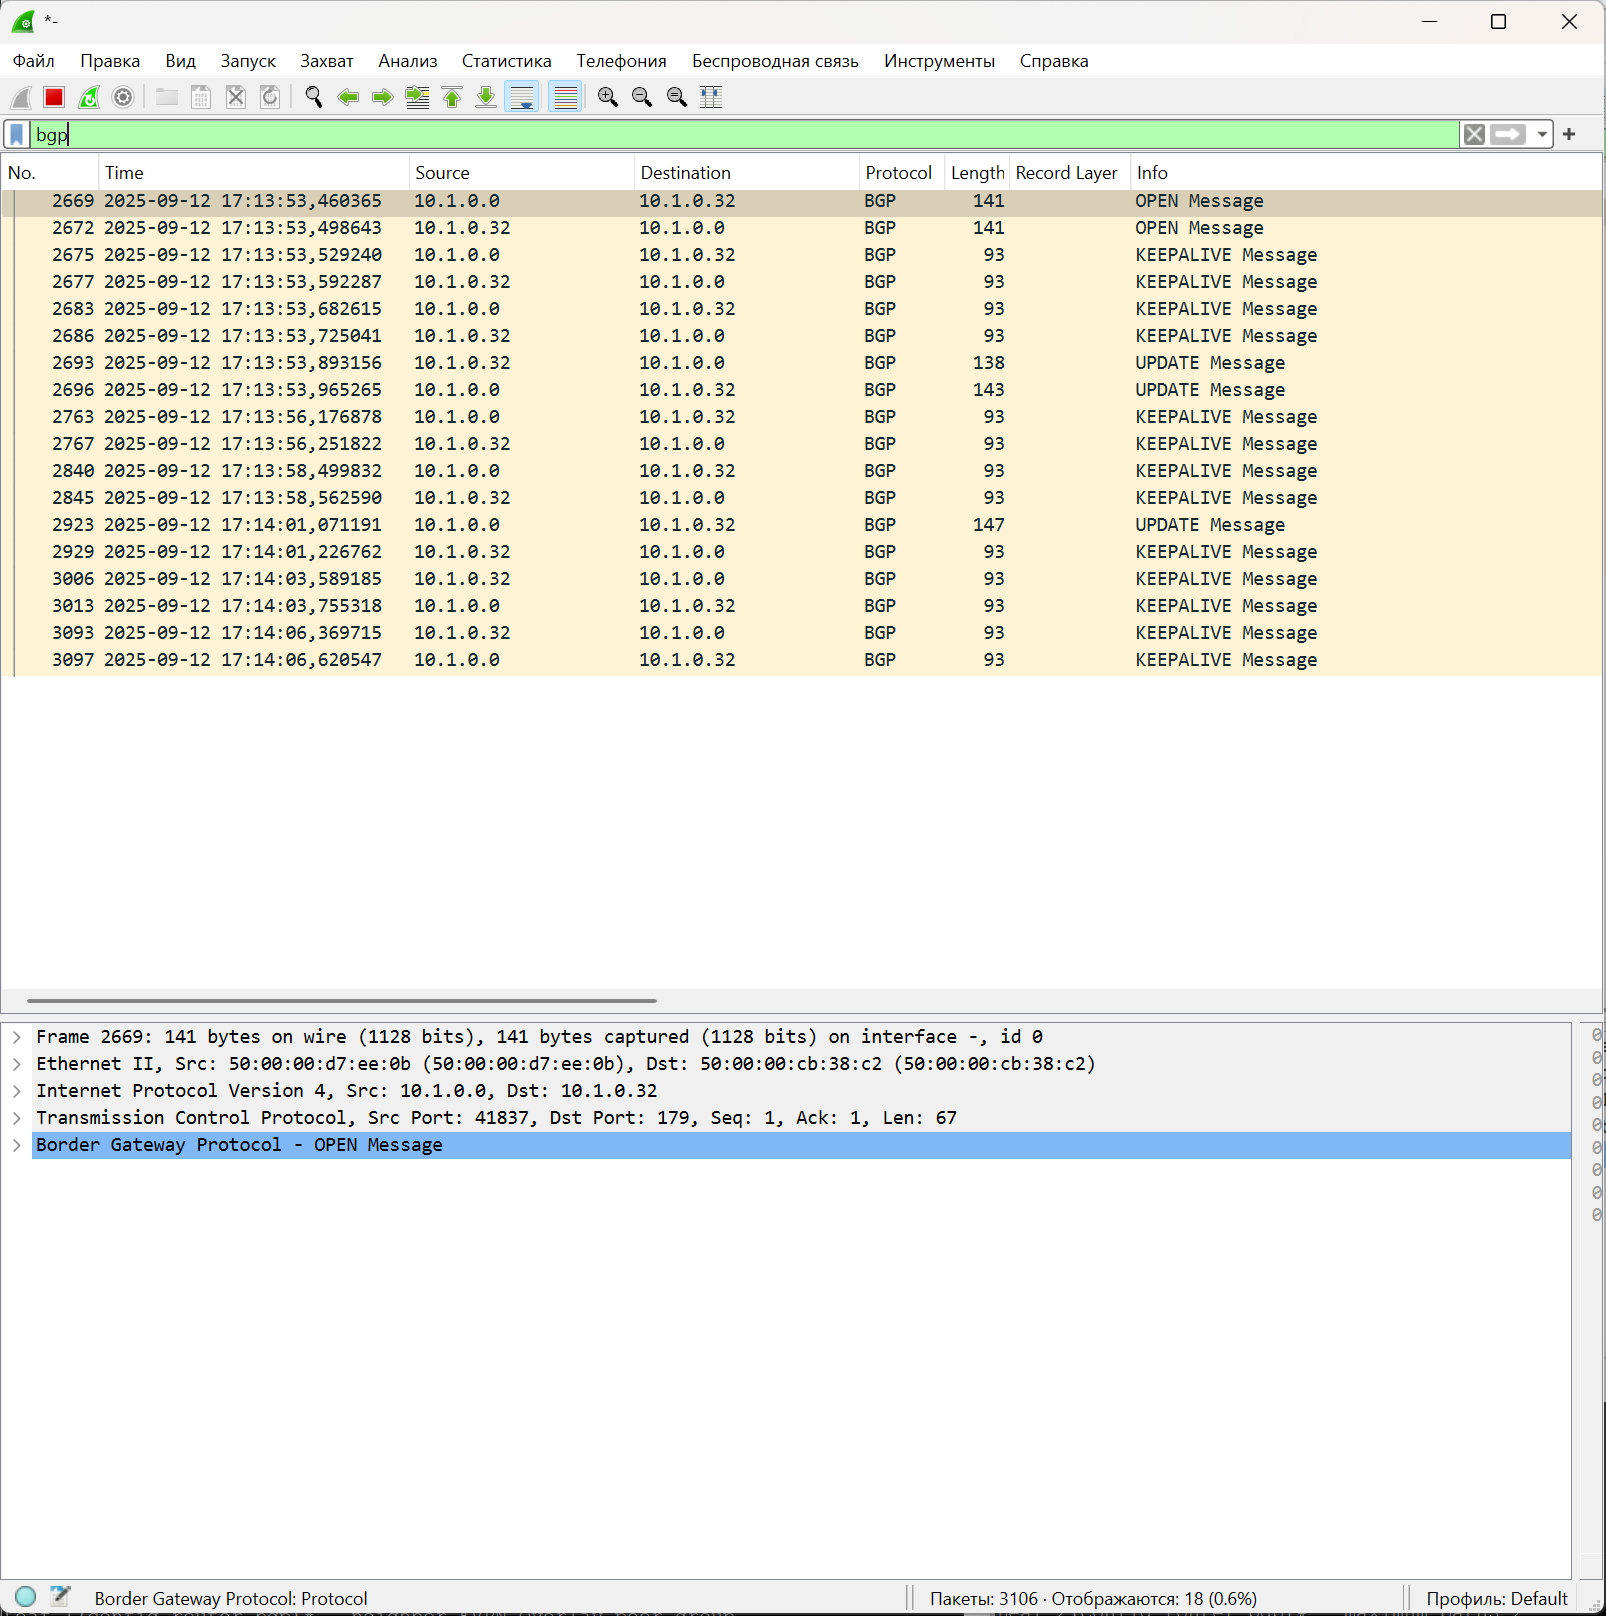 *-
Файл Правка Вид Запуск Захват Анализ Статистика Телефония Беспроводная связь Инструменты Справка
bgp
No. Time Source Destination Protocol Length Record Layer Info
2669 2025-09-12 17:13:53,460365 10.1.0.0 10.1.0.32 BGP 141 OPEN Message
2672 2025-09-12 17:13:53,498643 10.1.0.32 10.1.0.0 BGP 141 OPEN Message
2675 2025-09-12 17:13:53,529240 10.1.0.0 10.1.0.32 BGP 93 KEEPALIVE Message
2677 2025-09-12 17:13:53,592287 10.1.0.32 10.1.0.0 BGP 93 KEEPALIVE Message
2683 2025-09-12 17:13:53,682615 10.1.0.0 10.1.0.32 BGP 93 KEEPALIVE Message
2686 2025-09-12 17:13:53,725041 10.1.0.32 10.1.0.0 BGP 93 KEEPALIVE Message
2693 2025-09-12 17:13:53,893156 10.1.0.32 10.1.0.0 BGP 138 UPDATE Message
2696 2025-09-12 17:13:53,965265 10.1.0.0 10.1.0.32 BGP 143 UPDATE Message
2763 2025-09-12 17:13:56,176878 10.1.0.0 10.1.0.32 BGP 93 KEEPALIVE Message
2767 2025-09-12 17:13:56,251822 10.1.0.32 10.1.0.0 BGP 93 KEEPALIVE Message
2840 2025-09-12 17:13:58,499832 10.1.0.0 10.1.0.32 BGP 93 KEEPALIVE Message
2845 2025-09-12 17:13:58,562590 10.1.0.32 10.1.0.0 BGP 93 KEEPALIVE Message
2923 2025-09-12 17:14:01,071191 10.1.0.0 10.1.0.32 BGP 147 UPDATE Message
2929 2025-09-12 17:14:01,226762 10.1.0.32 10.1.0.0 BGP 93 KEEPALIVE Message
3006 2025-09-12 17:14:03,589185 10.1.0.32 10.1.0.0 BGP 93 KEEPALIVE Message
3013 2025-09-12 17:14:03,755318 10.1.0.0 10.1.0.32 BGP 93 KEEPALIVE Message
3093 2025-09-12 17:14:06,369715 10.1.0.32 10.1.0.0 BGP 93 KEEPALIVE Message
3097 2025-09-12 17:14:06,620547 10.1.0.0 10.1.0.32 BGP 93 KEEPALIVE Message
Frame 2669: 141 bytes on wire (1128 bits), 141 bytes captured (1128 bits) on interface -, id 0
Ethernet II, Src: 50:00:00:d7:ee:0b (50:00:00:d7:ee:0b), Dst: 50:00:00:cb:38:c2 (50:00:00:cb:38:c2)
Internet Protocol Version 4, Src: 10.1.0.0, Dst: 10.1.0.32
Transmission Control Protocol, Src Port: 41837, Dst Port: 179, Seq: 1, Ack: 1, Len: 67
Border Gateway Protocol - OPEN Message
Border Gateway Protocol: Protocol Пакеты: 3106 · Отображаются: 18 (0.6%) Профиль: Default